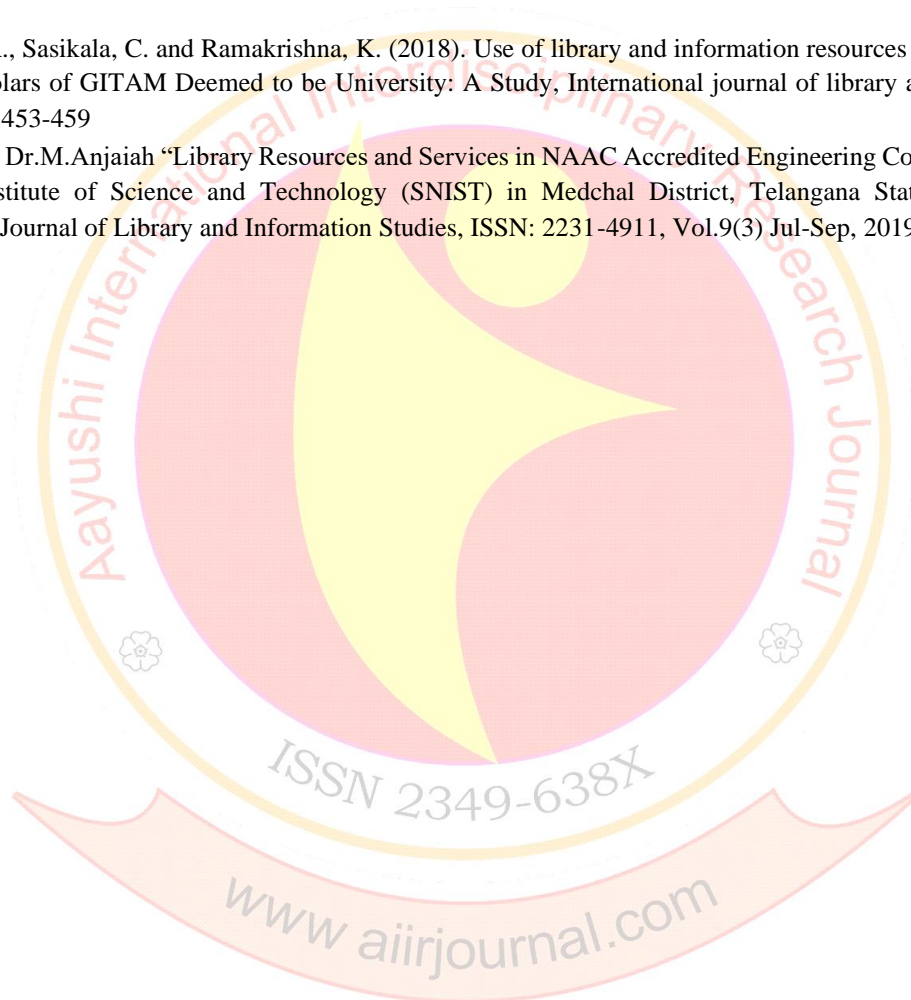 ., Sasikala, C. and Ramakrishna, K. (2018). Use of library and information resources
lars of GITAM Deemed to be University: A Study, International journal of library a
453-459
Dr.M.Anjaiah “Library Resources and Services in NAAC Accredited Engineering Co
stitute of Science and Technology (SNIST) in Medchal District, Telangana Stat
Journal of Library and Information Studies, ISSN: 2231-4911, Vol.9(3) Jul-Sep, 2019
Aayushi International Interdisciplinary Research Journal
ISSN 2349-638X
www aiirjournal.com